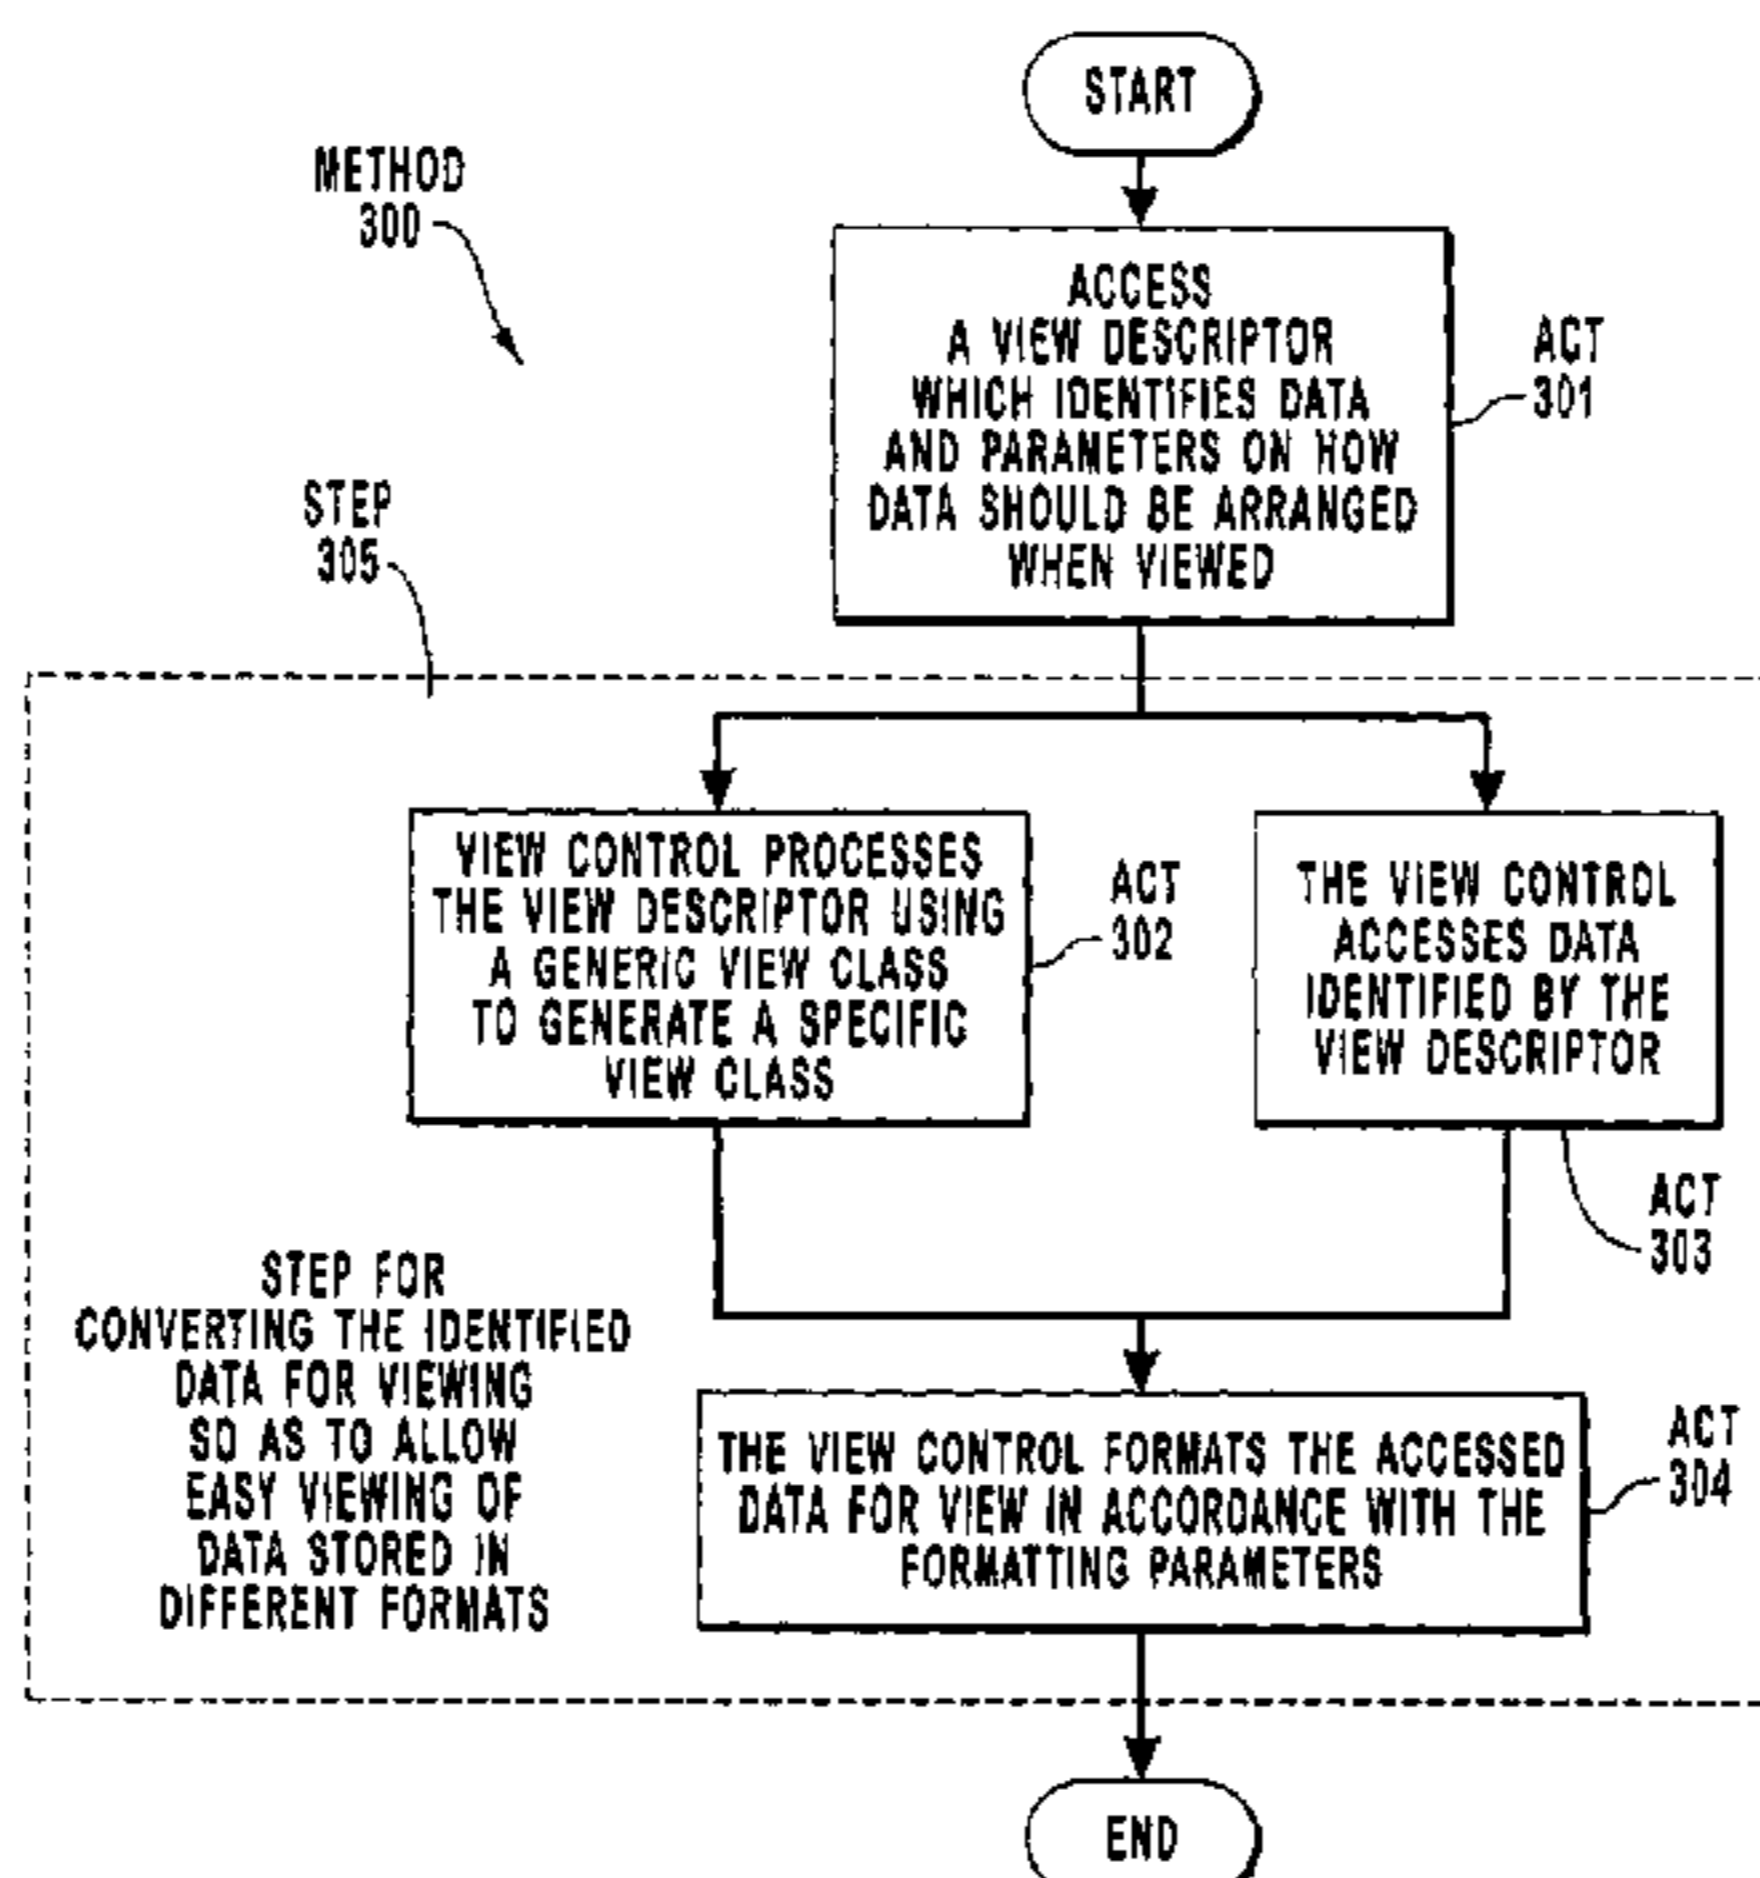 START
METHOD
300
ACCESS
A VIEW DESCRIPTOR
WHICH IDENTIFIES DATA
AND PARAMETERS ON HOW
DATA SHOULD BE ARRANGED
WHEN VIEWED
ACT
301
STEP
305
VIEW CONTROL PROCESSES
THE VIEW DESCRIPTOR USING
A GENERIC VIEW CLASS
TO GENERATE A SPECIFIC
VIEW CLASS
ACT
302
THE VIEW CONTROL
ACCESSES DATA
IDENTIFIED BY THE
VIEW DESCRIPTOR
ACT
303
STEP FOR
CONVERTING THE IDENTIFIED
DATA FOR VIEWING
SO AS TO ALLOW
EASY VIEWING OF
DATA STORED IN
DIFFERENT FORMATS
THE VIEW CONTROL FORMATS THE ACCESSED
DATA FOR VIEW IN ACCORDANCE WITH THE
FORMATTING PARAMETERS
ACT
304
END